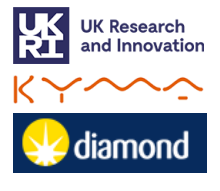 UK
RI
UK Research
and Innovation
KYMA
diamond